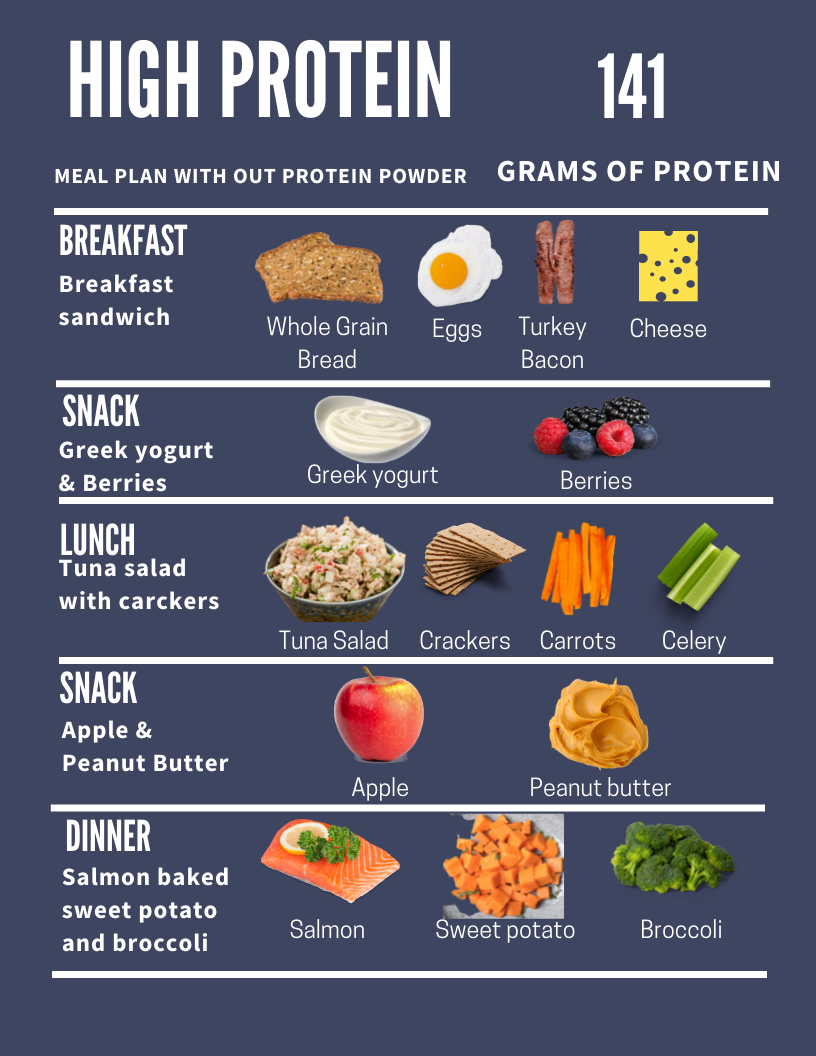 HIGH PROTEIN
141
MEAL PLAN WITH OUT PROTEIN POWDER
GRAMS OF PROTEIN
BREAKFAST
Breakfast
sandwich
Whole Grain
Bread
Eggs
Turkey
Bacon
Cheese
SNACK
Greek yogurt
& Berries
Greek yogurt
Berries
LUNCH
Tuna salad
with carckers
Tuna Salad
Crackers
Carrots
Celery
SNACK
Apple &
Peanut Butter
Apple
Peanut butter
DINNER
Salmon baked
sweet potato
and broccoli
Salmon
Sweet potato
Broccoli